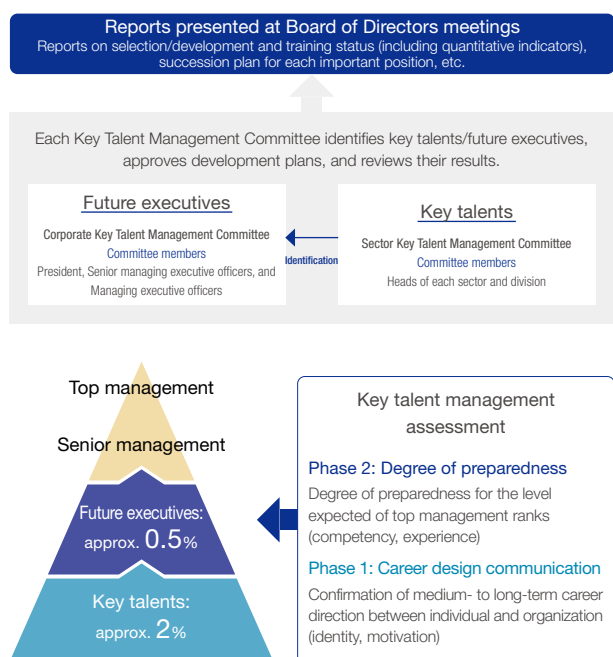 Reports presented at Board of Directors meetings
Reports on selection/development and training status (including quantitative indicators),
succession plan for each important position, etc.
Each Key Talent Management Committee identifies key talents/future executives,
approves development plans, and reviews their results.
Future executives
Corporate Key Talent Management Committee
Committee members
President, Senior managing executive officers, and
Managing executive officers
Identification
Key talents
Sector Key Talent Management Committee
Committee members
Heads of each sector and division
Top management
Senior management
Future executives:
approx. 0.5%
Key talents:
approx. 2%
Key talent management
assessment
Phase 2: Degree of preparedness
Degree of preparedness for the level
expected of top management ranks
(competency, experience)
Phase 1: Career design communication
Confirmation of medium- to long-term career
direction between individual and organization
(identity, motivation)